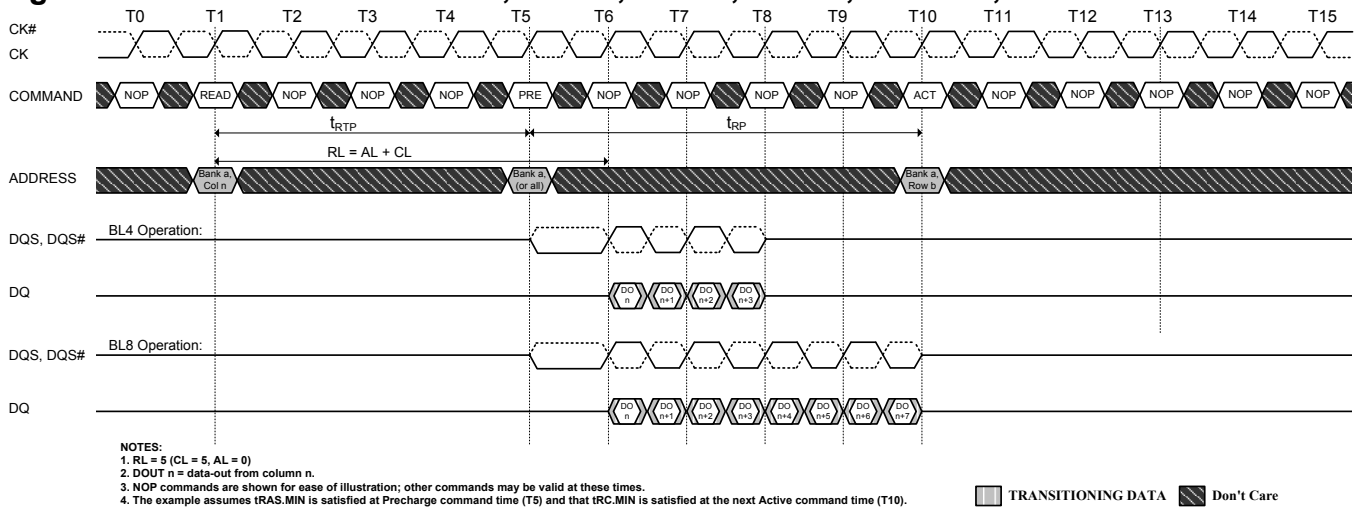 T0 T1 T2 T3 T4 T5 T6 T7 T8 T9 T10 T11 T12 T13 T14 T15
CK#
CK
COMMAND NOP READ NOP NOP NOP PRE NOP NOP NOP NOP ACT NOP NOP NOP NOP NOP
tRTP tRP
RL = AL + CL
ADDRESS
Bank a, Col n
Bank a, (or all)
Bank a, Row b
BL4 Operation:
DQS, DQS#
DQ
DO n DO n+1 DO n+2 DO n+3
BL8 Operation:
DQS, DQS#
DQ
DO n DO n+1 DO n+2 DO n+3 DO n+4 DO n+5 DO n+6 DO n+7
NOTES:
1. RL = 5 (CL = 5, AL = 0)
2. DOUT n = data-out from column n.
3. NOP commands are shown for ease of illustration; other commands may be valid at these times.
4. The example assumes tRAS.MIN is satisfied at Precharge command time (T5) and that tRC.MIN is satisfied at the next Active command time (T10).
TRANSITIONING DATA Don't Care